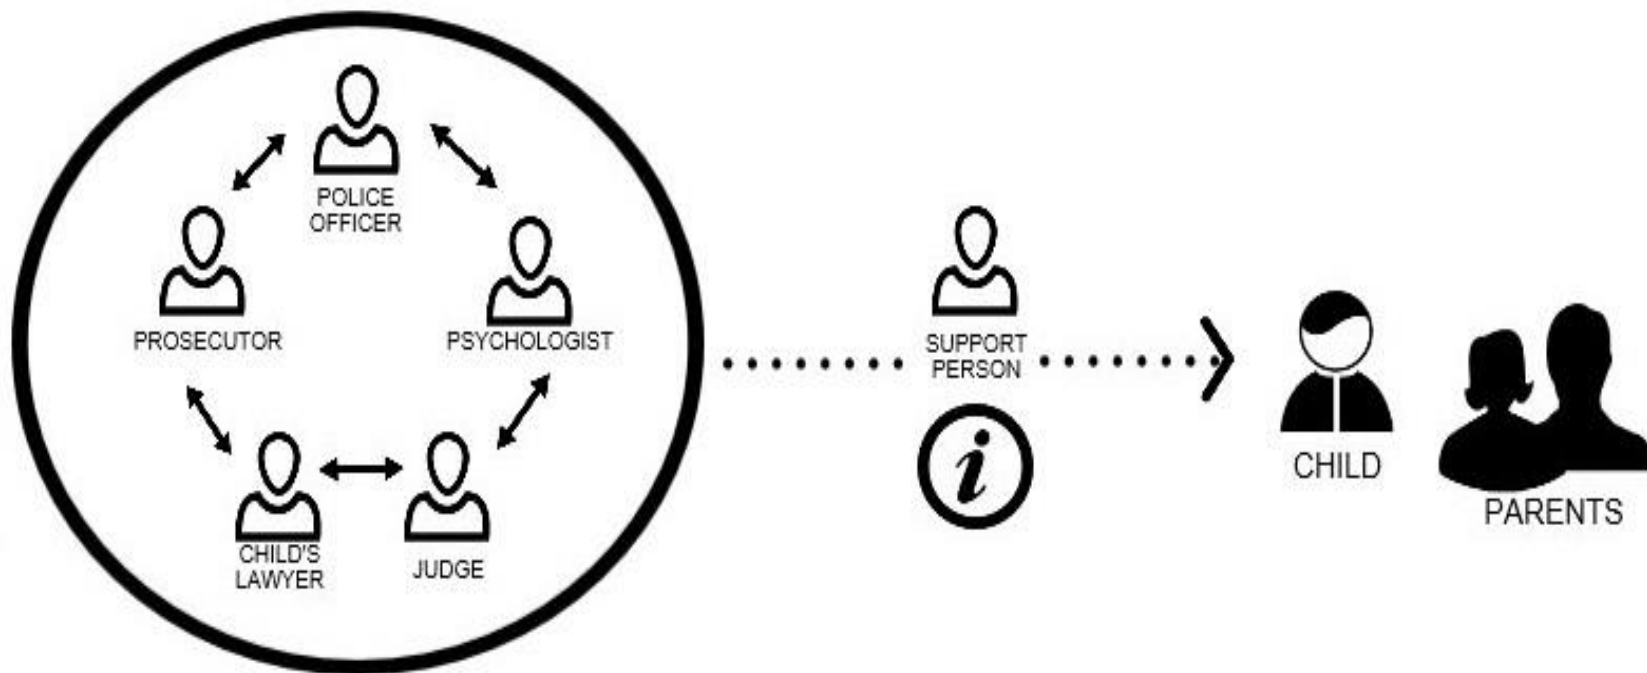 POLICE
OFFICER
PROSECUTOR
PSYCHOLOGIST
CHILD'S
LAWYER
JUDGE
SUPPORT
PERSON
i
CHILD
PARENTS